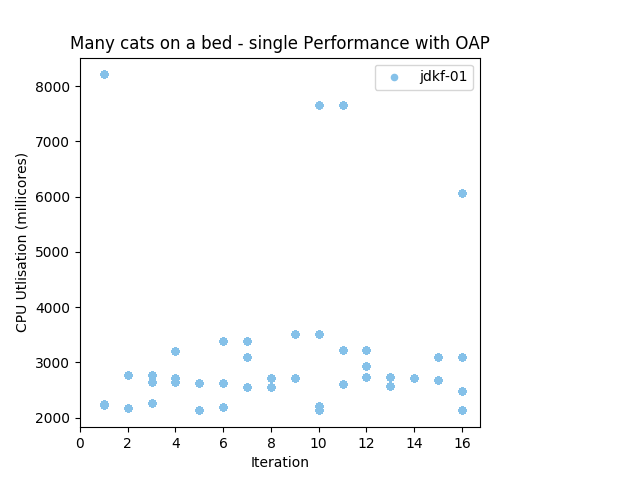 Many cats on a bed - single Performance with OAP
jdkf-01
8000
7000
6000
5000
4000
3000
2000
CPU Utlisation (millicores)
0 2 4 6 8 10 12 14 16
Iteration